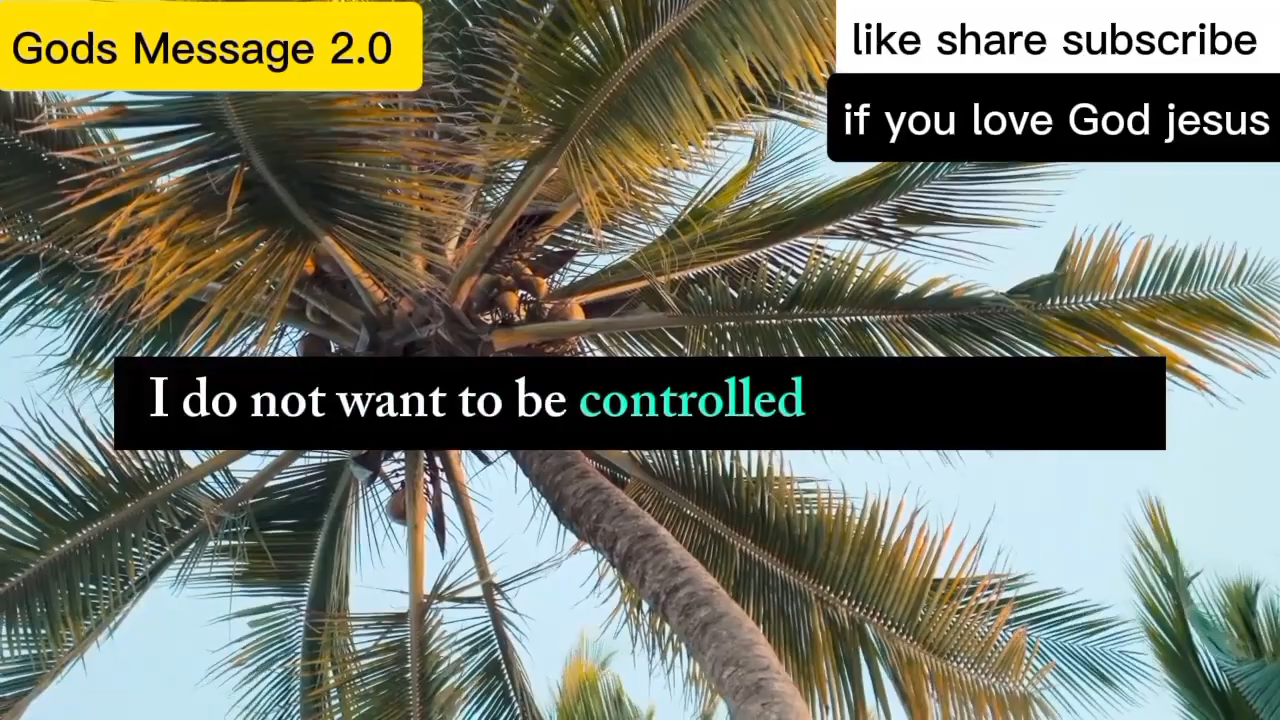 Gods Message 2.0
like share subscribe
if you love God jesus
I do not want to be controlled